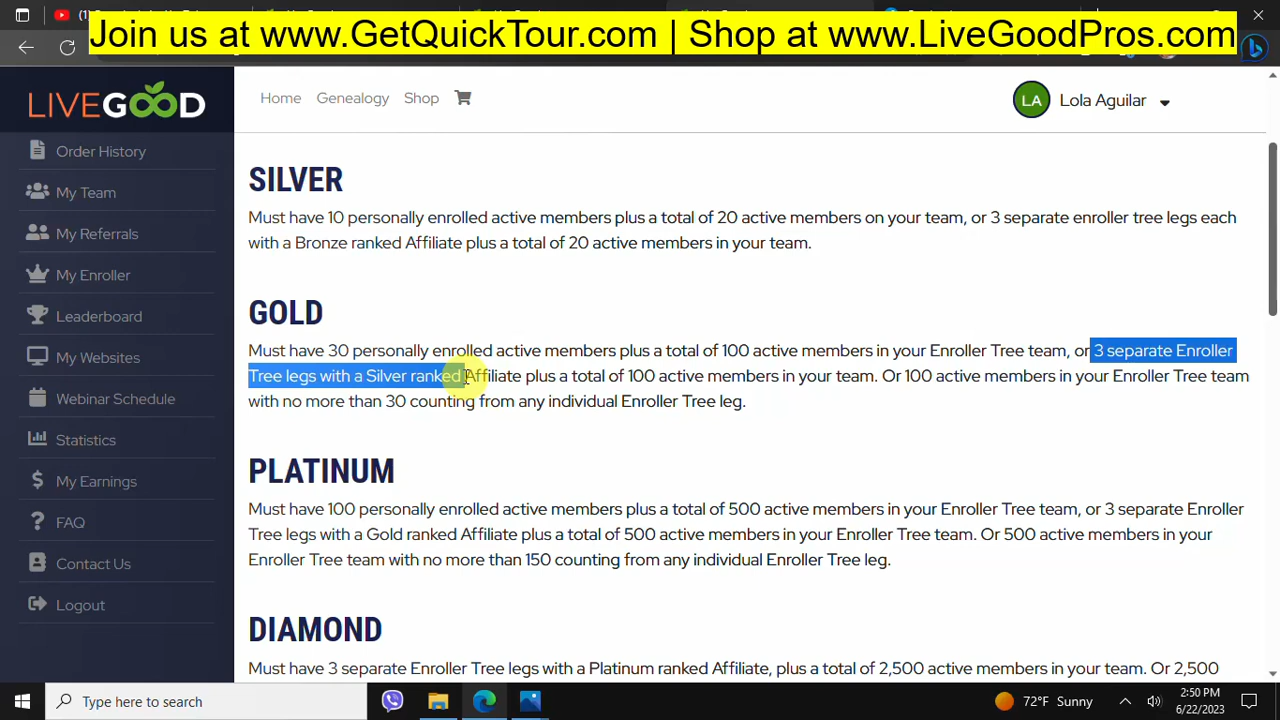 Join us at www.GetQuickTour.com | Shop at www.LiveGoodPros.com
LIVEGOOD
Home
Genealogy
Shop
LA
Lola Aguilar
Order History
My Team
My Referrals
My Enroller
Leaderboard
My Websites
Webinar Schedule
Statistics
My Earnings
FAQ
Contact Us
Logout
SILVER
Must have 10 personally enrolled active members plus a total of 20 active members on your team, or 3 separate enroller tree legs each
with a Bronze ranked Affiliate plus a total of 20 active members in your team.
GOLD
Must have 30 personally enrolled active members plus a total of 100 active members in your Enroller Tree team, or 3 separate Enroller
Tree legs with a Silver ranked Affiliate plus a total of 100 active members in your team. Or 100 active members in your Enroller Tree team
with no more than 30 counting from any individual Enroller Tree leg.
PLATINUM
Must have 100 personally enrolled active members plus a total of 500 active members in your Enroller Tree team, or 3 separate Enroller
Tree legs with a Gold ranked Affiliate plus a total of 500 active members in your Enroller Tree team. Or 500 active members in your
Enroller Tree team with no more than 150 counting from any individual Enroller Tree leg.
DIAMOND
Must have 3 separate Enroller Tree legs with a Platinum ranked Affiliate, plus a total of 2,500 active members in your team. Or 2,500
Type here to search
72°F Sunny
2:50 PM
6/22/2023